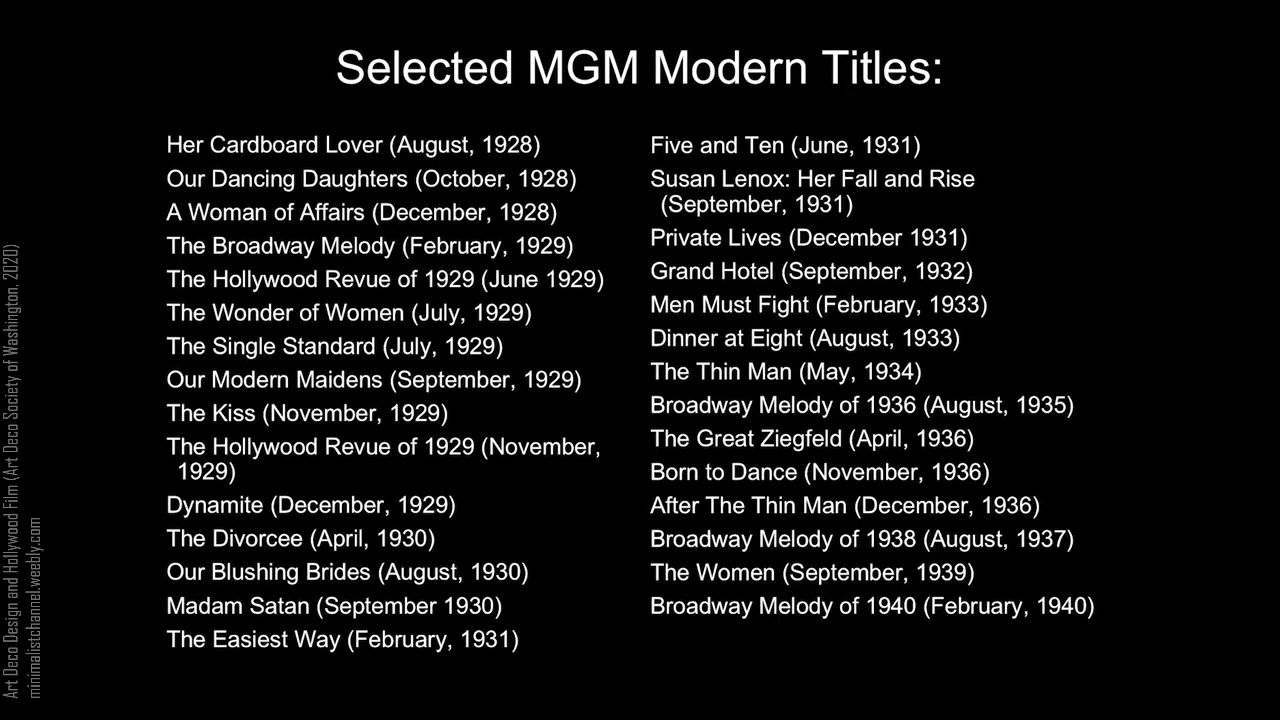 Selected MGM Modern Titles:
Her Cardboard Lover (August, 1928)
Our Dancing Daughters (October, 1928)
A Woman of Affairs (December, 1928)
The Broadway Melody (February, 1929)
The Hollywood Revue of 1929 (June 1929)
The Wonder of Women (July, 1929)
The Single Standard (July, 1929)
Our Modern Maidens (September, 1929)
The Kiss (November, 1929)
The Hollywood Revue of 1929 (November,
1929)
Dynamite (December, 1929)
The Divorcee (April, 1930)
Our Blushing Brides (August, 1930)
Madam Satan (September 1930)
The Easiest Way (February, 1931)
Five and Ten (June, 1931)
Susan Lenox: Her Fall and Rise
(September, 1931)
Private Lives (December 1931)
Grand Hotel (September, 1932)
Men Must Fight (February, 1933)
Dinner at Eight (August, 1933)
The Thin Man (May, 1934)
Broadway Melody of 1936 (August, 1935)
The Great Ziegfeld (April, 1936)
Born to Dance (November, 1936)
After The Thin Man (December, 1936)
Broadway Melody of 1938 (August, 1937)
The Women (September, 1939)
Broadway Melody of 1940 (February, 1940)
Art Deco Design and Hollywood Film (Art Deco Society of Washington, 2020)
minimalistchannel.weebly.com